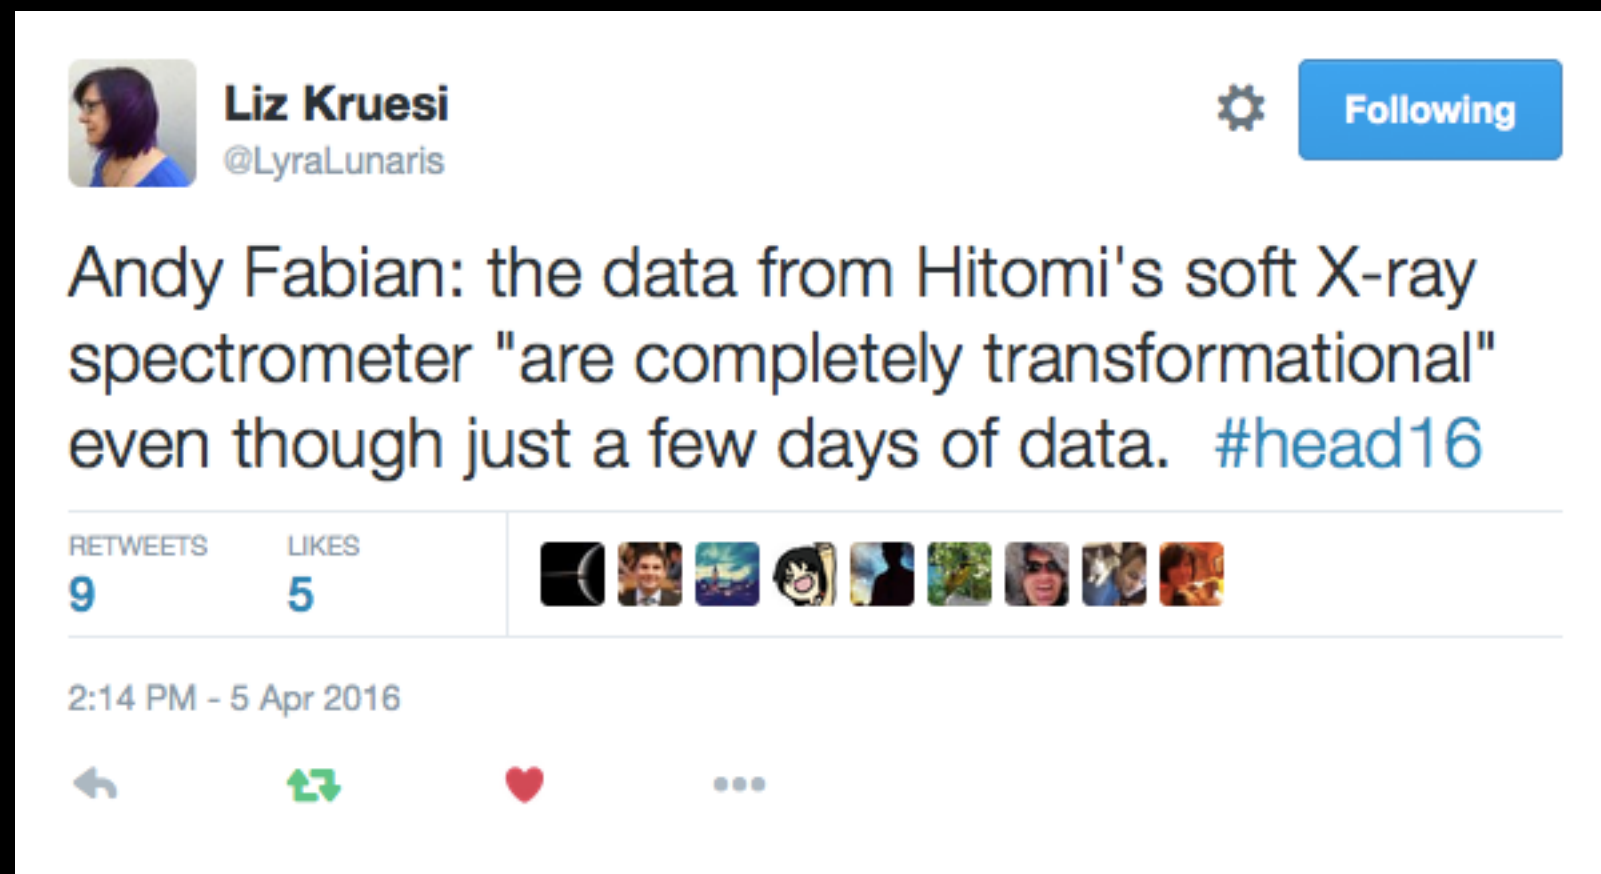 Liz Kruesi
@LyraLunaris
Following
Andy Fabian: the data from Hitomi's soft X-ray
spectrometer "are completely transformational"
even though just a few days of data. #head16
RETWEETS LIKES
9 5
2:14 PM - 5 Apr 2016